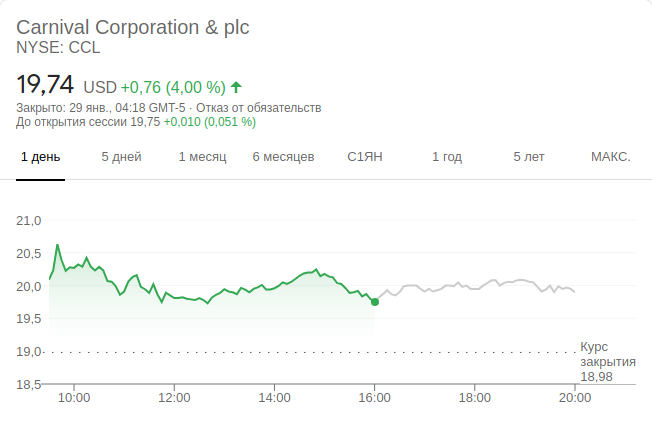 Carnival Corporation & plc
NYSE: CCL
19,74 USD +0,76 (4,00 %)
Закрыто: 29 янв., 04:18 GMT-5 · Отказ от обязательств
До открытия сессии 19,75 +0,010 (0,051 %)
1 день 5 дней 1 месяц 6 месяцев С1ЯН 1 год 5 лет МАКС.
21,0
20,5
20,0
19,5
19,0
18,5
Курс
закрытия
18,98
10:00 12:00 14:00 16:00 18:00 20:00